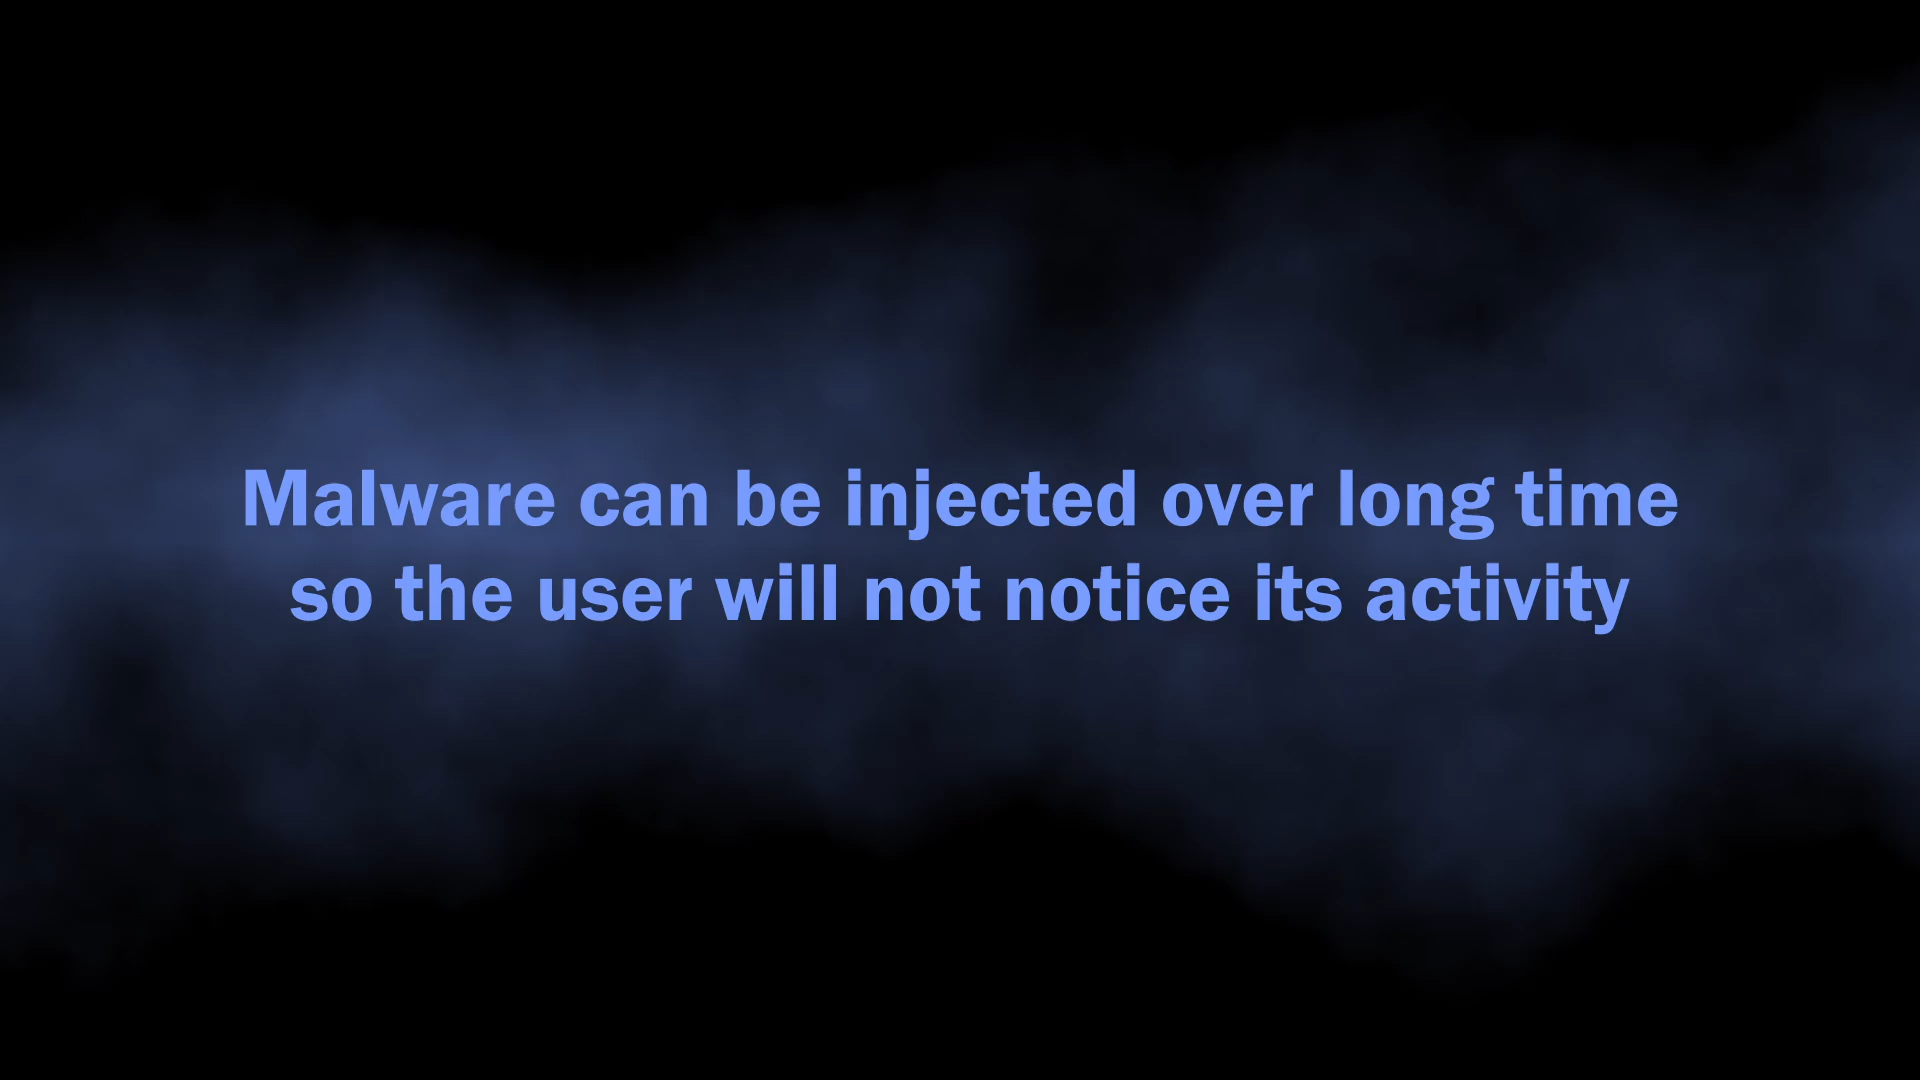 Malware can be injected over long time
so the user will not notice its activity